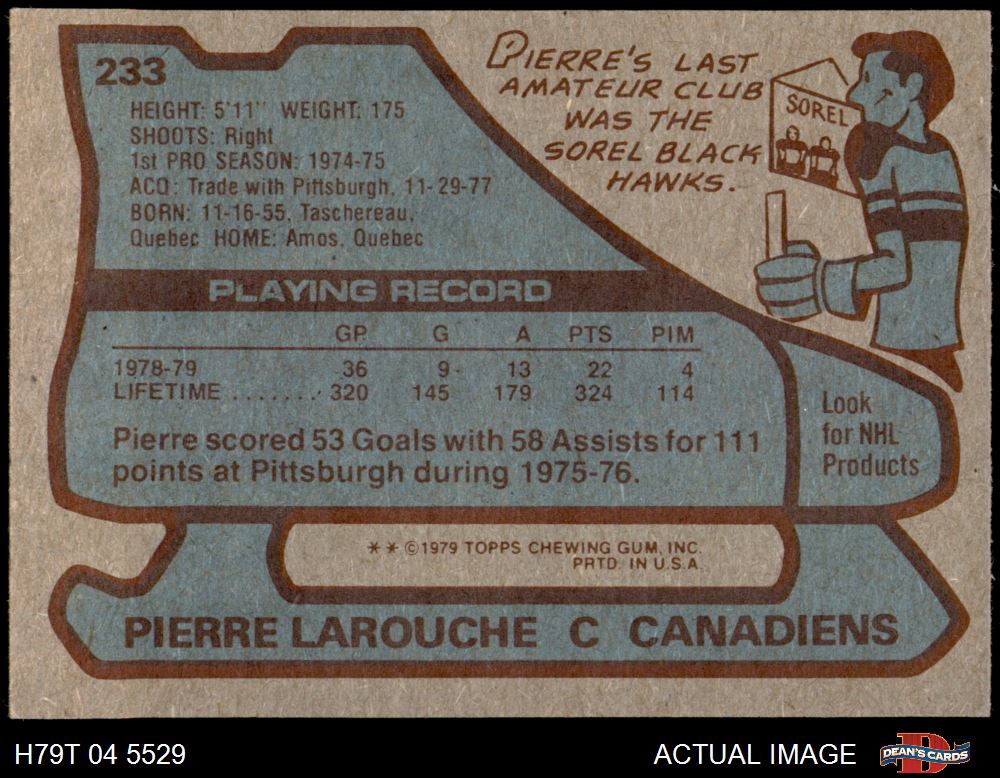 233
HEIGHT: 5'11" WEIGHT: 175
SHOOTS: Right
1st PRO SEASON: 1974-75
ACQ: Trade with Pittsburgh, 11-29-77
BORN: 11-16-55, Taschereau,
Quebec HOME: Amos, Quebec
PIERRE'S LAST
AMATEUR CLUB
WAS THE
SOREL BLACK
HAWKS.
SOREL
PLAYING RECORD
GP G A PTS PIM
1978-79 36 9 13 22 4
LIFETIME ........ 320 145 179 324 114
Pierre scored 53 Goals with 58 Assists for 111
points at Pittsburgh during 1975-76.
Look
for NHL
Products
* * ©1979 TOPPS CHEWING GUM, INC.
PRTD. IN U.S.A.
PIERRE LAROUCHE C CANADIENS
H79T 04 5529
ACTUAL IMAGE
DEAN'S CARDS